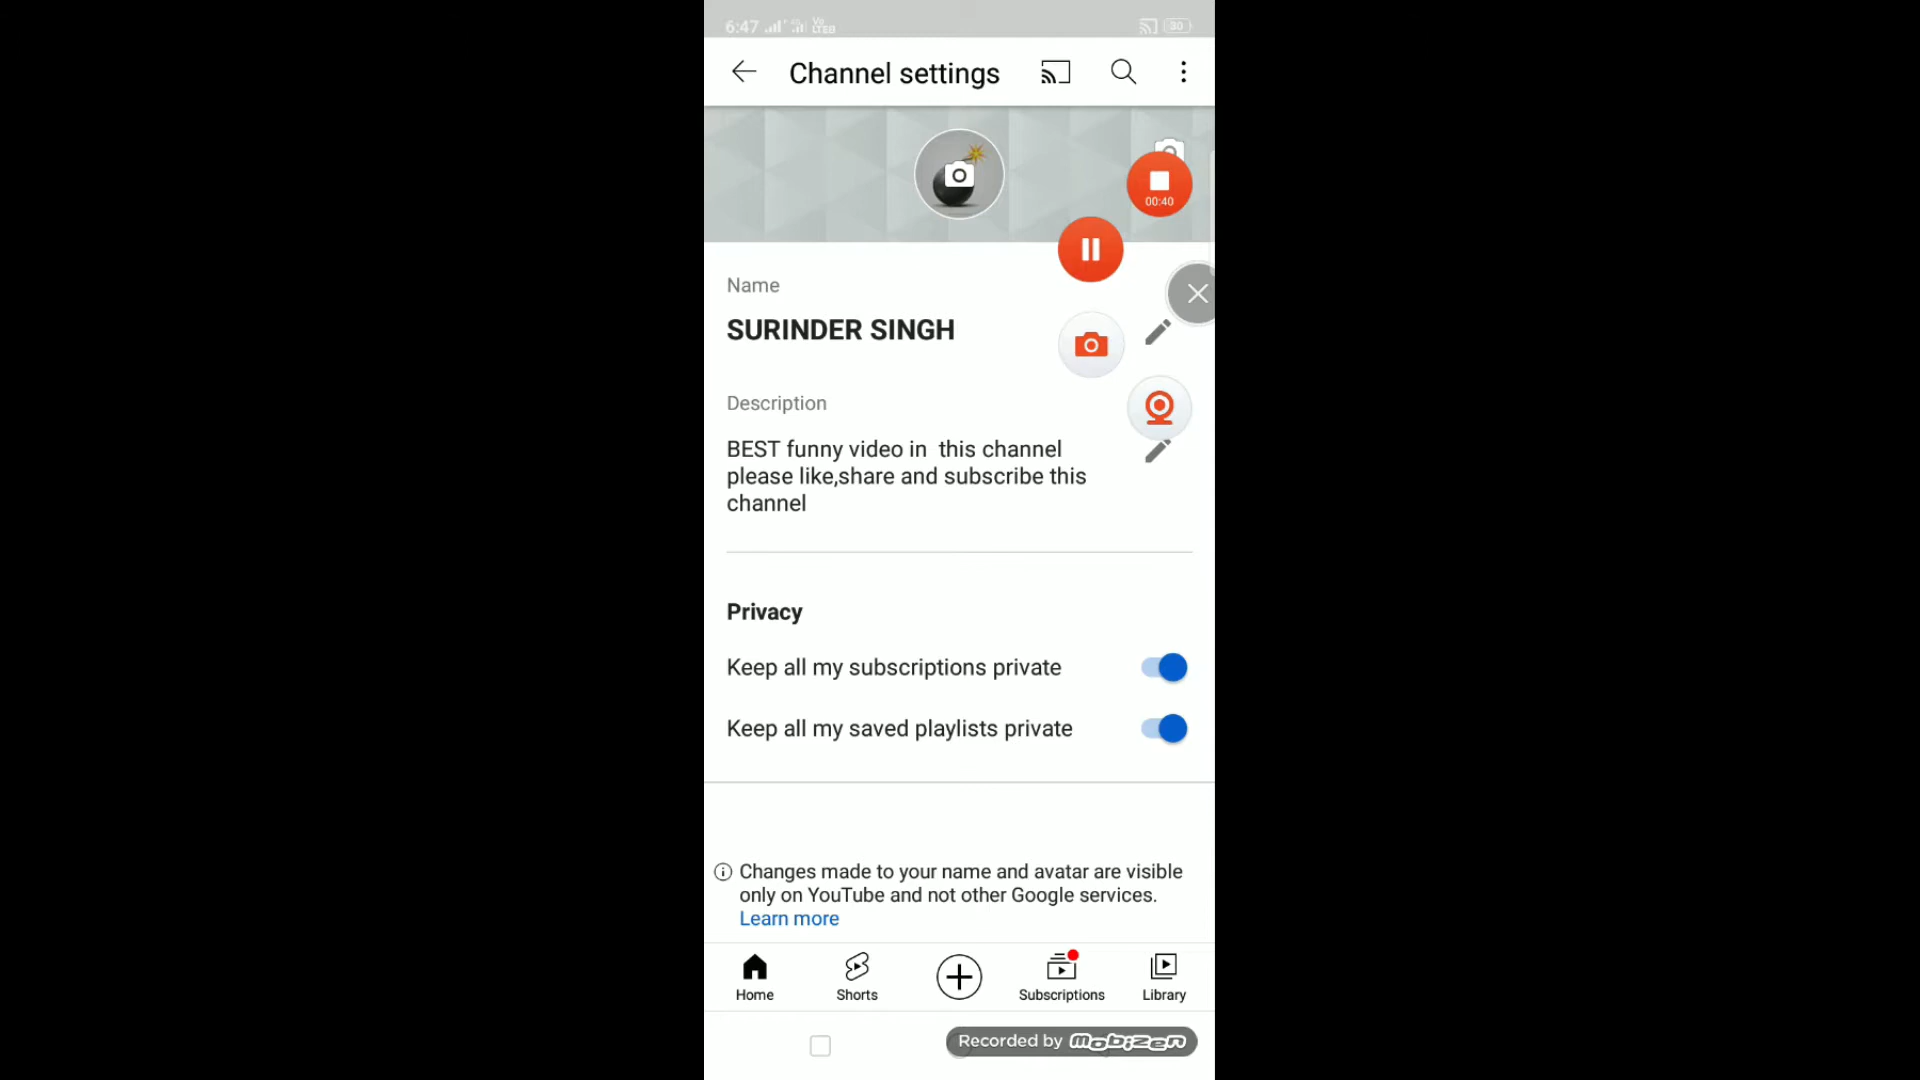 6:47
30
Channel settings
00:40
Name
SURINDER SINGH
Description
BEST funny video in  this channel
please like,share and subscribe this
channel
Privacy
Keep all my subscriptions private
Keep all my saved playlists private
Changes made to your name and avatar are visible
only on YouTube and not other Google services.
Learn more
Home
Shorts
Subscriptions
Library
Recorded by Mobizen